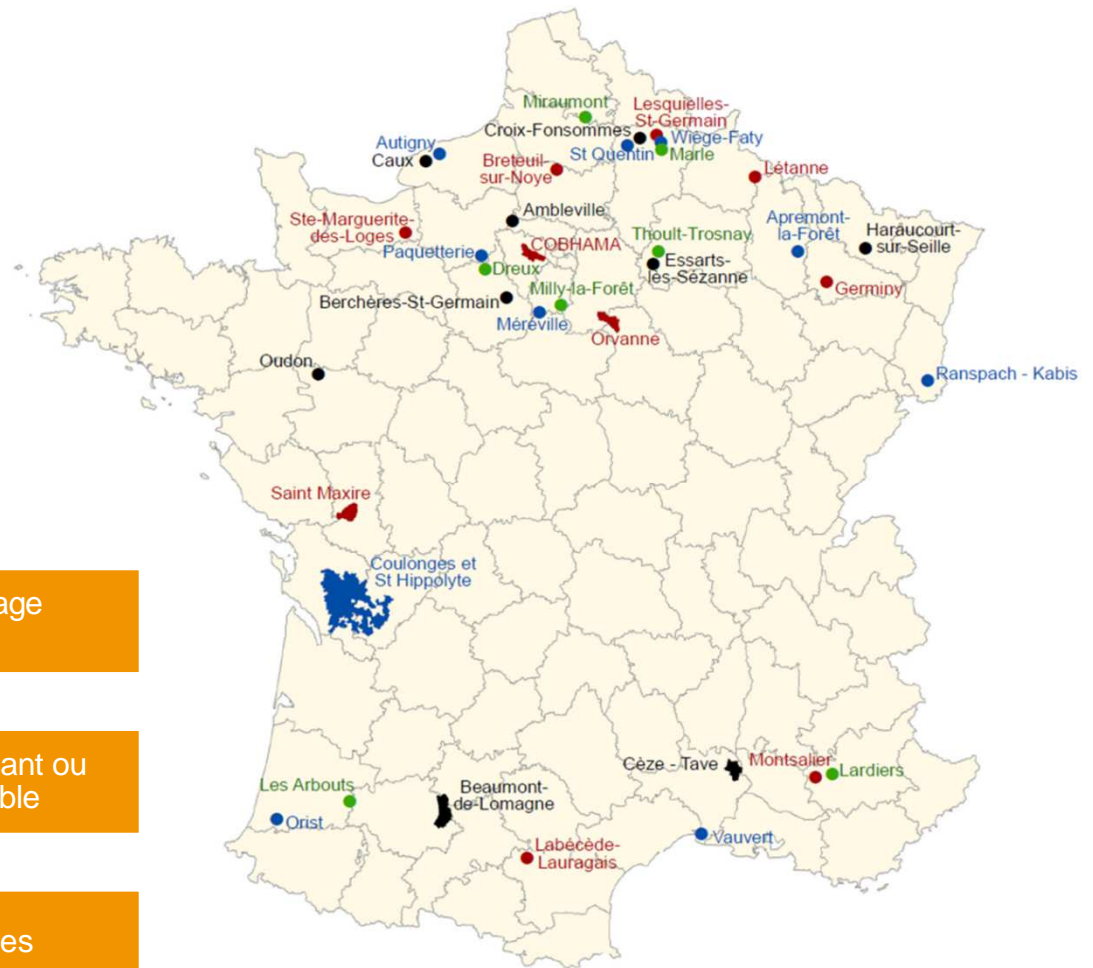 Miraumont
Lesquielles-
St-Germain
Croix-Fonsommes
Wiège-Faty
Autigny
Caux
St Quentin
Marle
Breteuil-
sur-Noye
Létanne
Ambleville
Ste-Marguerite-
des-Loges
Apremont-
la-Forêt
Haraucourt-
sur-Seille
Thoult-Trosnay
COBHAMA
Paquetterie
Essarts-
les-Sézanne
Dreux
Milly-la-Forêt
Germiny
Berchères-St-Germain
Méréville
Orvanne
Oudon
Ranspach - Kabis
Saint Maxire
Coulonges et
St Hippolyte
age
ant ou
ble
Cèze - Tave
Montsalier
Lardiers
Les Arbouts
Beaumont-
de-Lomagne
Orist
Vauvert
Labécède-
Lauragais
es